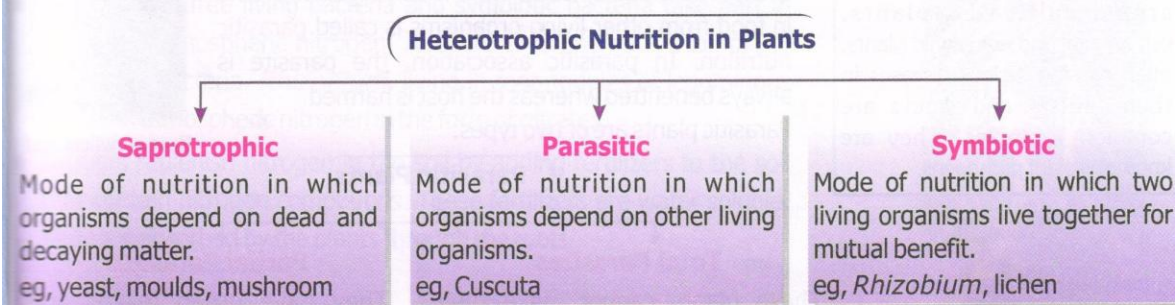 Heterotrophic Nutrition in Plants
Saprotrophic
Mode of nutrition in which
organisms depend on dead and
decaying matter.
eg, yeast, moulds, mushroom
Parasitic
Mode of nutrition in which
organisms depend on other living
organisms.
eg, Cuscuta
Symbiotic
Mode of nutrition in which two
living organisms live together for
mutual benefit.
eg, Rhizobium, lichen